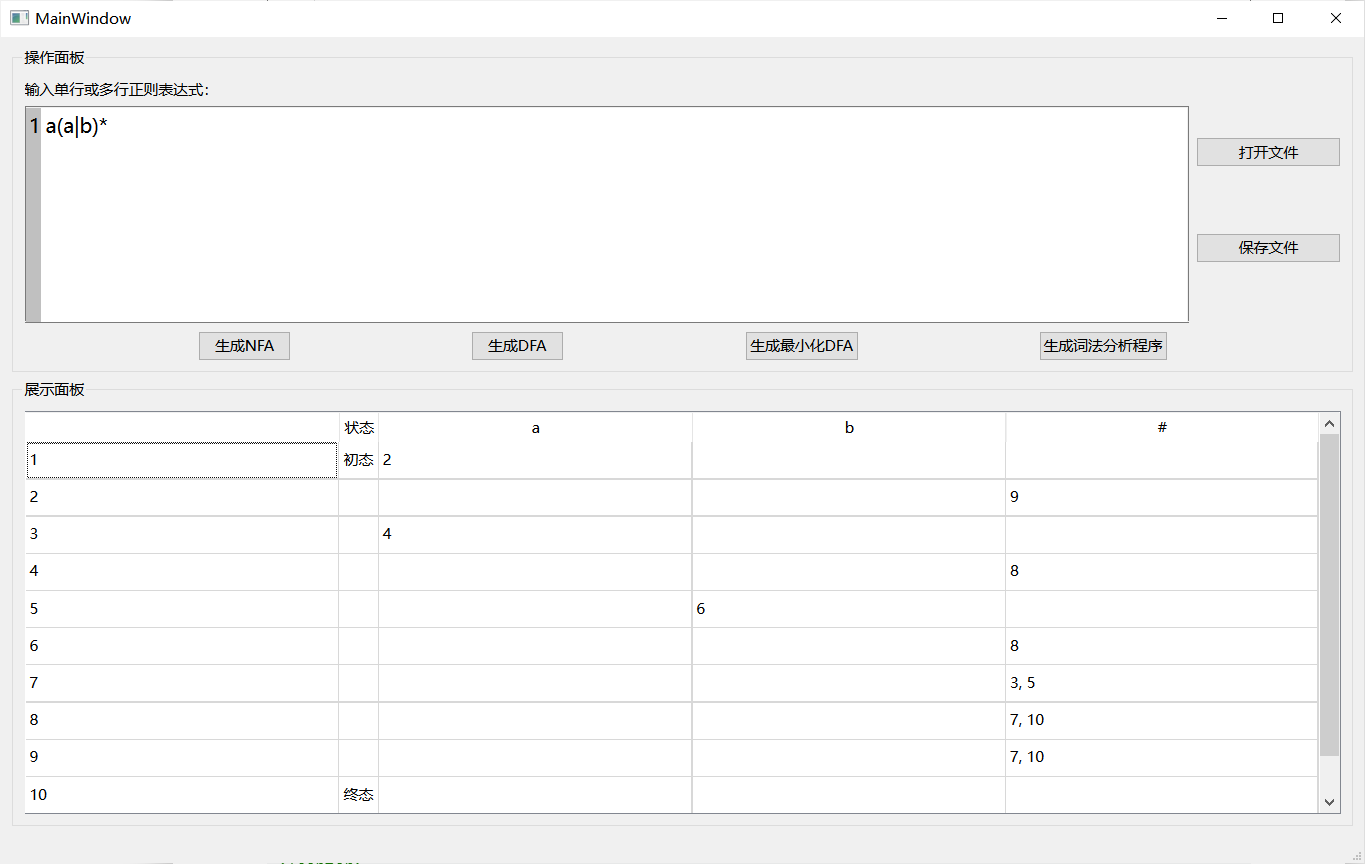 MainWindow
操作面板
输入单行或多行正则表达式:
1 a(a|b)*
打开文件
保存文件
生成NFA 生成DFA 生成最小化DFA 生成词法分析程序
展示面板
状态 a b #
1 初态 2
2 9
3 4
4 8
5 6
6 8
7 3, 5
8 7, 10
9 7, 10
10 终态